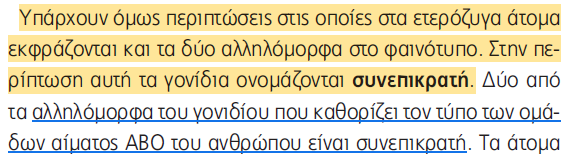 Υπάρχουν όμως περιπτώσεις στις οποίες στα ετερόζυγα άτομα
εκφράζονται και τα δύο αλληλόμορφα στο φαινότυπο. Στην πε-
ρίπτωση αυτή τα γονίδια ονομάζονται συνεπικρατή. Δύο από
τα αλληλόμορφα του γονιδίου που καθορίζει τον τύπο των ομά-
δων αίματος ΑΒΟ του ανθρώπου είναι συνεπικρατή. Τα άτομα